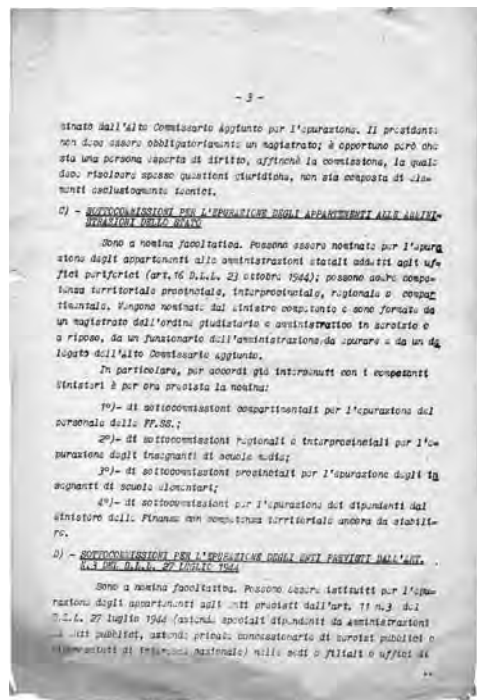 - 3 -
minato dall'Alto Commissario Aggiunto per l'epurazione. Il presidente
non deve essere obbligatoriamente un magistrato; è opportuno però che
sia una persona esperta di diritto, affinchè la commissione, la quale
deve risolvere spesso questioni giuridiche, non sia composta di ele=
menti esclusivamente tecnici.
C) - SOTTOCOMMISSIONI PER L'EPURAZIONE DEGLI APPARTENENTI ALLE AMMINI-
STRAZIONI DELLO STATO
Sono a nomina facoltativa. Possono essere nominate per l'epura
zione degli appartenenti alle amministrazioni statali addetti agli uf=
fici periferici (art.16 D.L.L. 23 ottobre 1944); possono avere compe=
tenza territoriale provinciale, interprovinciale, regionale o compar
timentale. Vengono nominate dal Ministro competente e sono formate da
un magistrato dell'ordine giudiziario o amministrativo in servizio o
a riposo, da un funzionario dell'amministrazione da epurare e da un de
legato dell'Alto Commissario Aggiunto.
In particolare, per accordi già intervenuti con i competenti
Ministeri è per ora prevista la nomina:
1°)- di sottocommissioni compartimentali per l'epurazione del
personale delle FF.SS.;
2°)- di sottocommissioni regionali o interprovinciali per l'e=
purazione degli insegnanti di scuole medie;
3°)- di sottocommissioni provinciali per l'epurazione degli in
segnanti di scuole elementari;
4°)- di sottocommissioni per l'epurazione dei dipendenti dal
Ministero delle Finanze con competenza territoriale ancora da stabili=
re.
D) - SOTTOCOMMISSIONI PER L'EPURAZIONE DEGLI ENTI PREVISTI DALL'ART.
N.3 DEL D.L.L. 27 LUGLIO 1944
Sono a nomina facoltativa. Possono essere istituiti per l'epu=
razione degli appartenenti agli enti previsti dall'art. 11 n.3 del
D.L.L. 27 luglio 1944 (aziende speciali dipendenti da Amministrazioni
ed enti pubblici, aziende private concessionarie di servizi pubblici o
di interesse nazionale) nelle sedi o filiali o uffici di